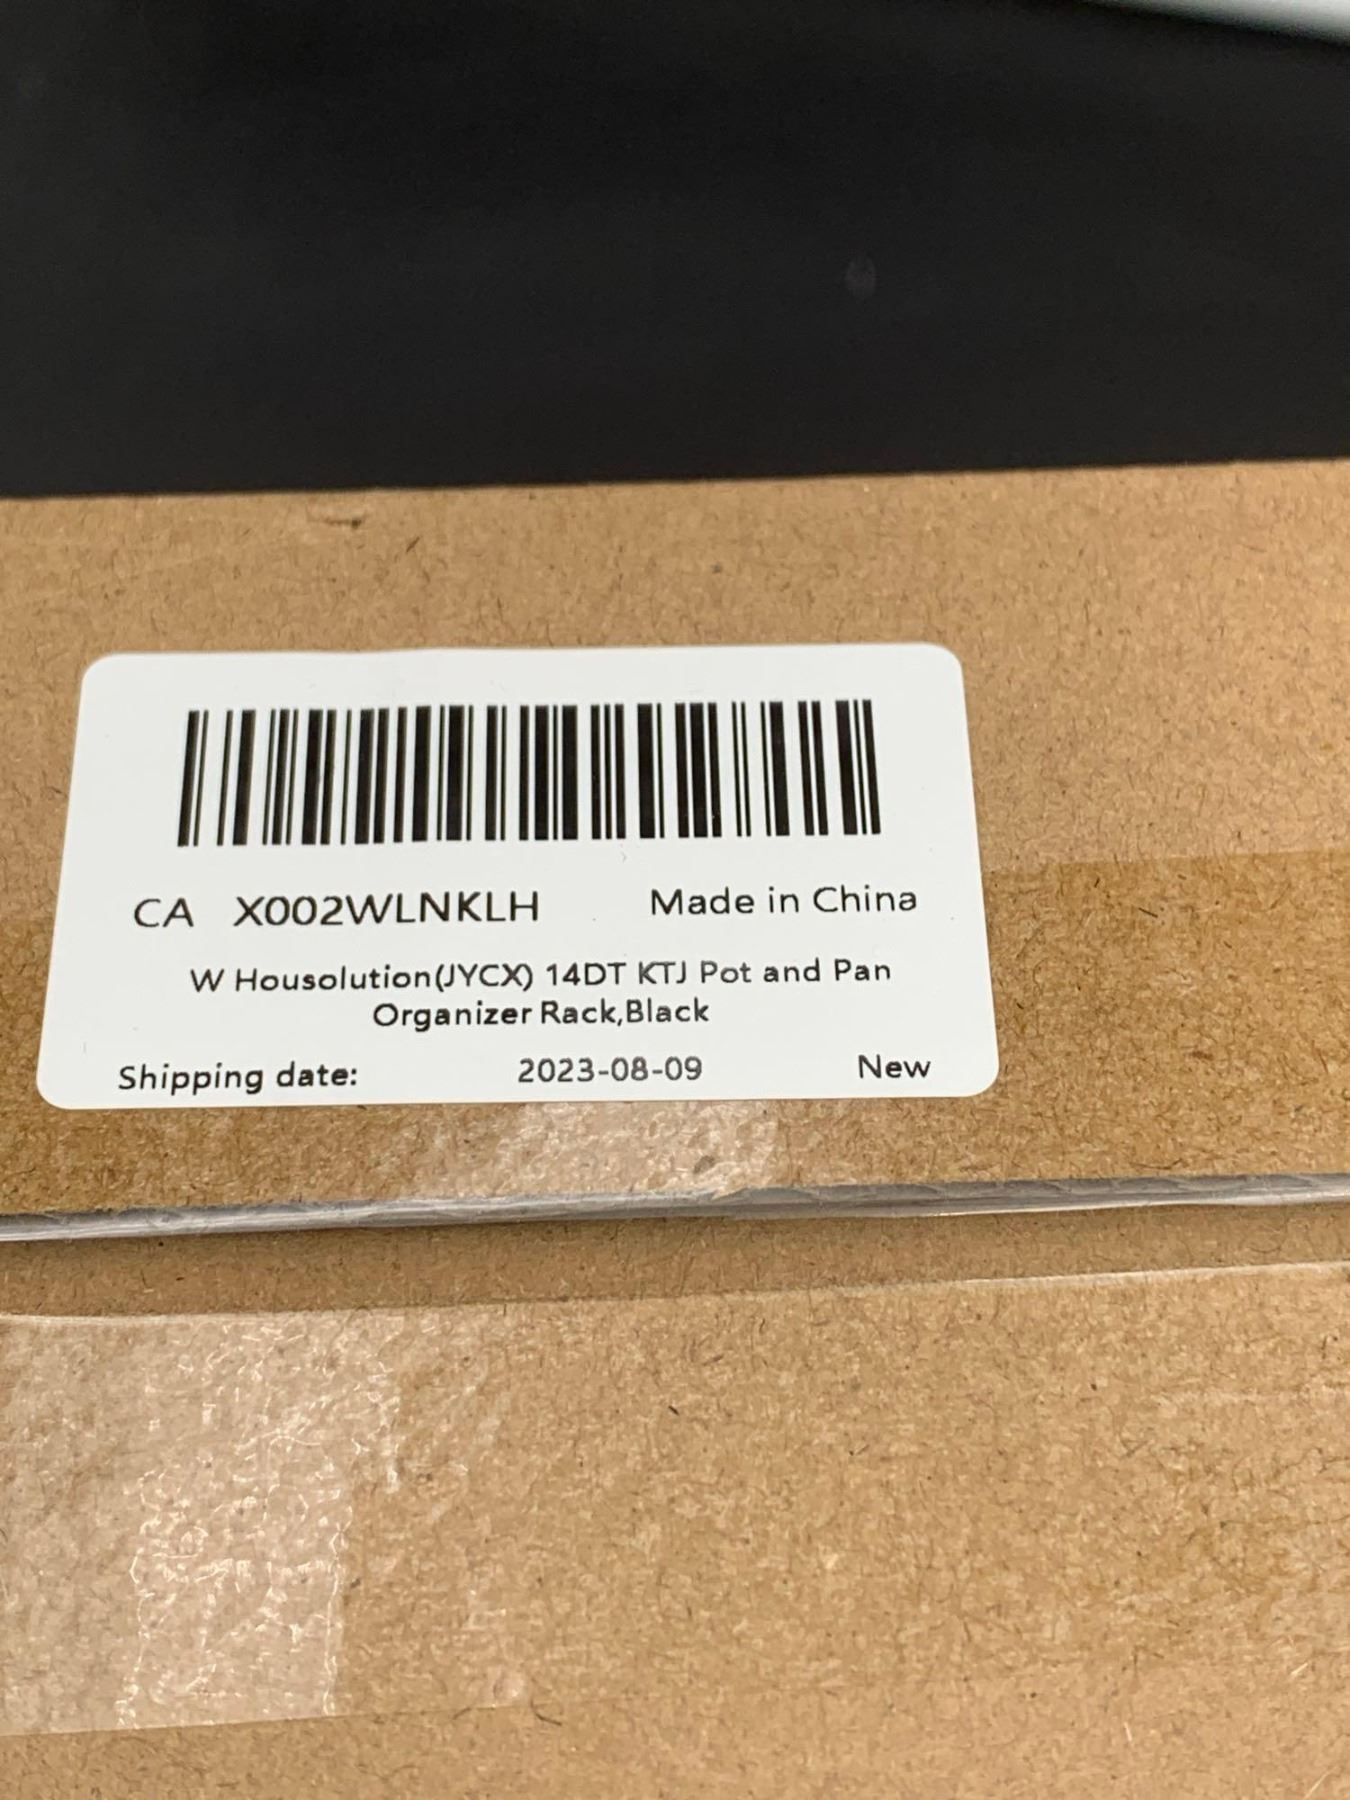 CA X002WLNKLH Made in China
W Housolution(JYCX) 14DT KTJ Pot and Pan
Organizer Rack,Black
Shipping date: 2023-08-09 New